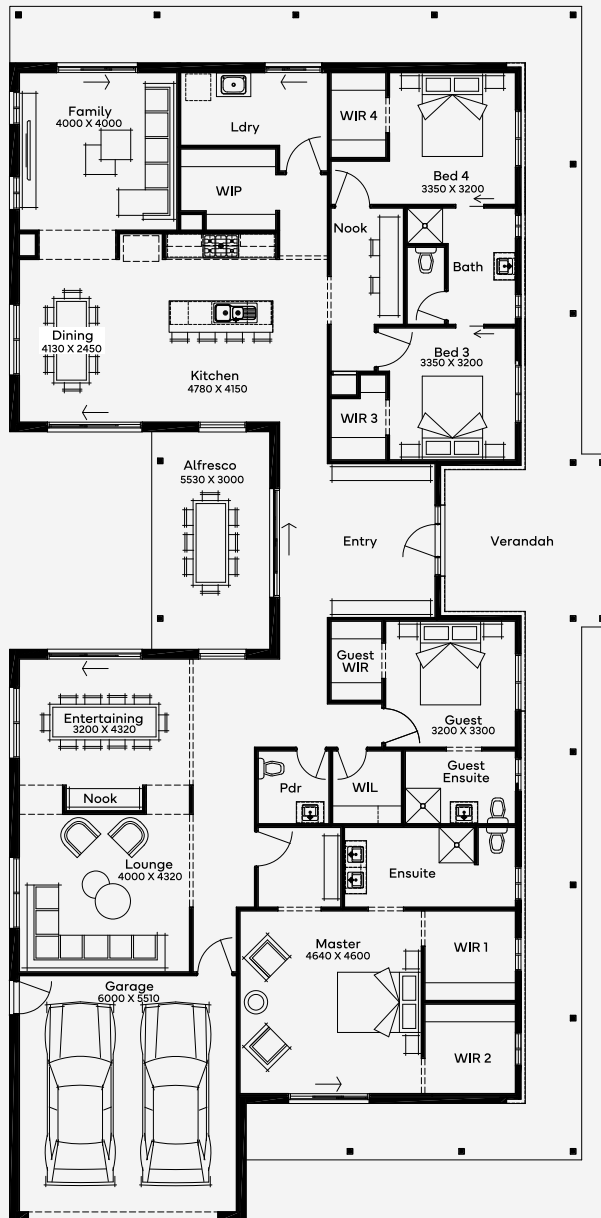 Family
4000 X 4000
Ldry
WIR 4
Bed 4
3350 X 3200
WIP
Nook
Bath
Dining
4130 X 2450
Kitchen
4780 X 4150
Bed 3
3350 X 3200
WIR 3
Alfresco
5530 X 3000
Entry
Verandah
Guest
WIR
Entertaining
3200 X 4320
Guest
3200 X 3300
Nook
Pdr
WIL
Guest
Ensuite
Lounge
4000 X 4320
Ensuite
Master
4640 X 4600
WIR 1
Garage
6000 X 5510
WIR 2